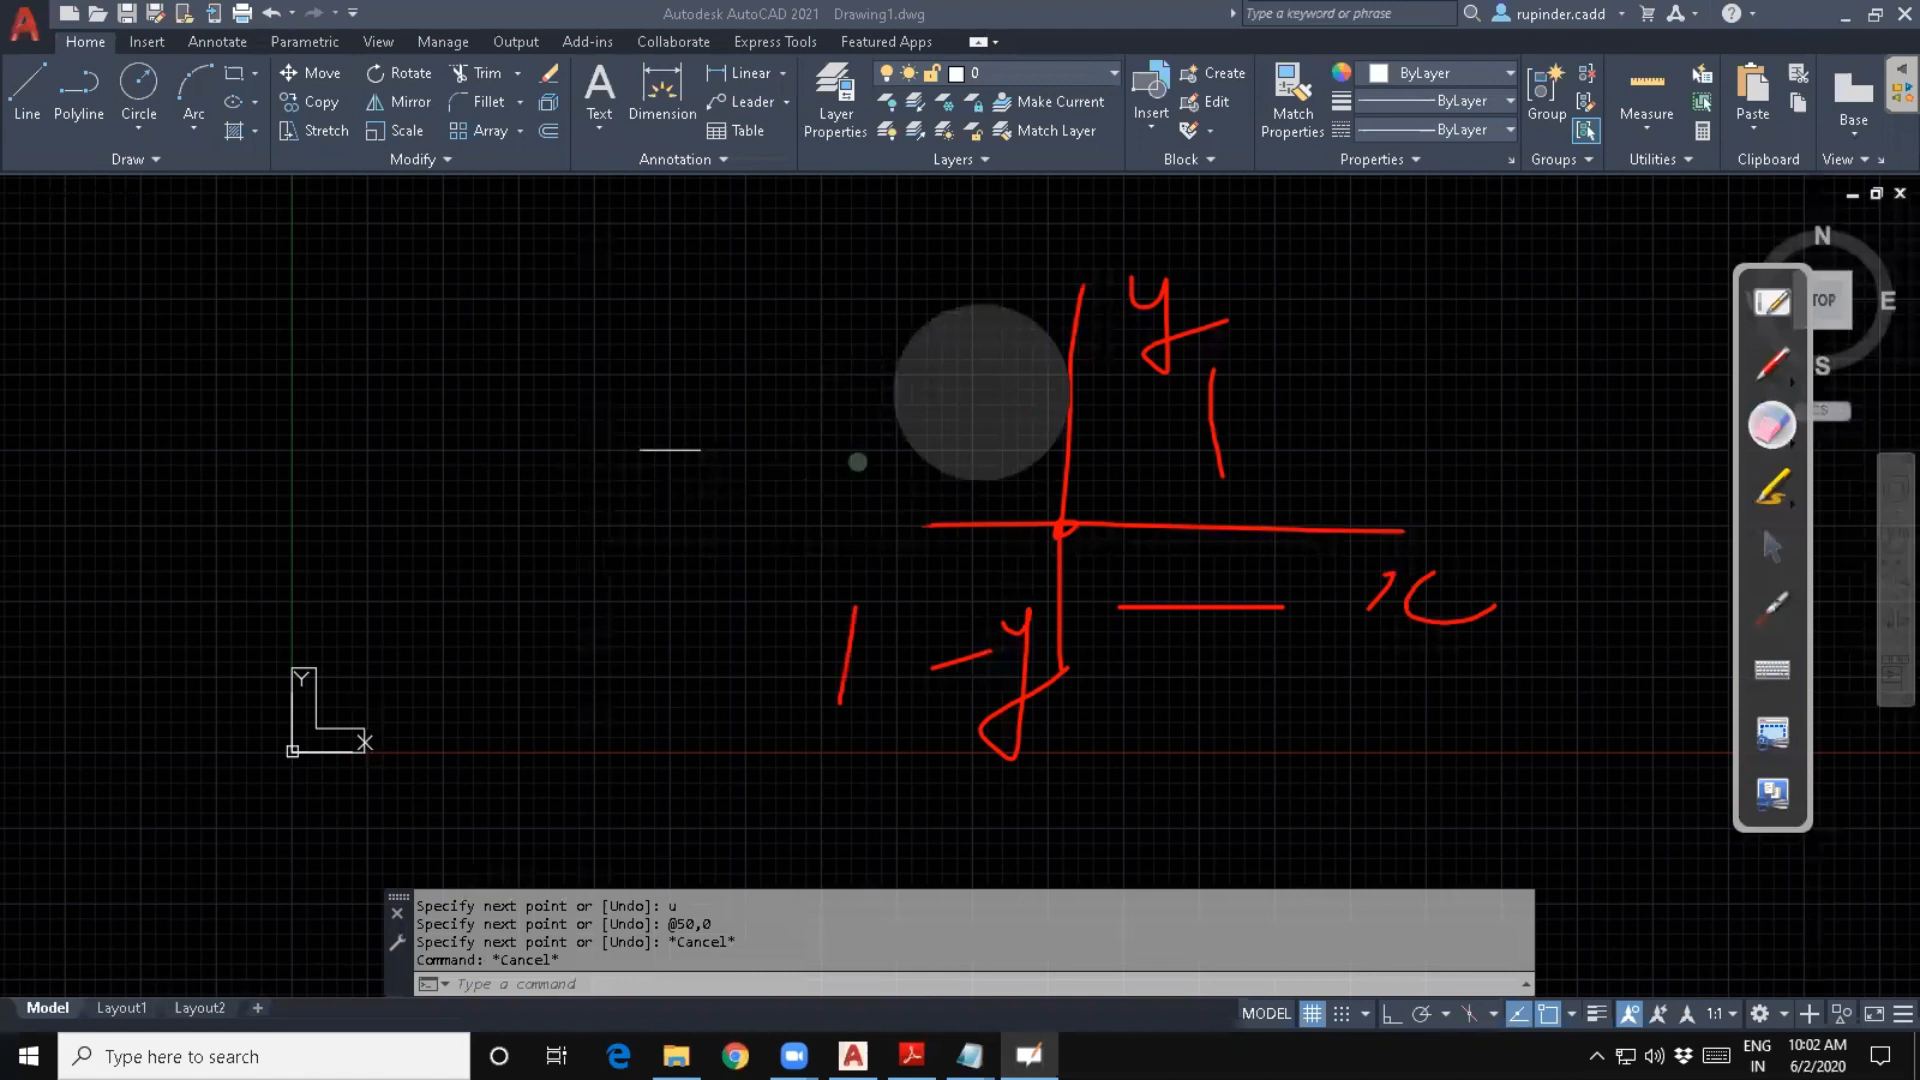 Autodesk AutoCAD 2021 Drawing1.dwg
Type a keyword or phrase
rupinder.cadd
Home Insert Annotate Parametric View Manage Output Add-ins Collaborate Express Tools Featured Apps
Line Polyline Circle Arc
Draw
Move Rotate Trim
Copy Mirror Fillet
Stretch Scale Array
Modify
Text Dimension
Linear
Leader
Table
Annotation
Layer Properties
0
Make Current
Match Layer
Layers
Insert
Create
Edit
Block
Match Properties
ByLayer
ByLayer
ByLayer
Properties
Group
Groups
Measure
Utilities
Paste
Clipboard
Base
View
N
TOP
E
S
y
x
-y
Y
X
Specify next point or [Undo]: u
Specify next point or [Undo]: @50,0
Specify next point or [Undo]: *Cancel*
Command: *Cancel*
Type a command
Model Layout1 Layout2 +
MODEL
1:1
Type here to search
ENG
IN
10:02 AM
6/2/2020